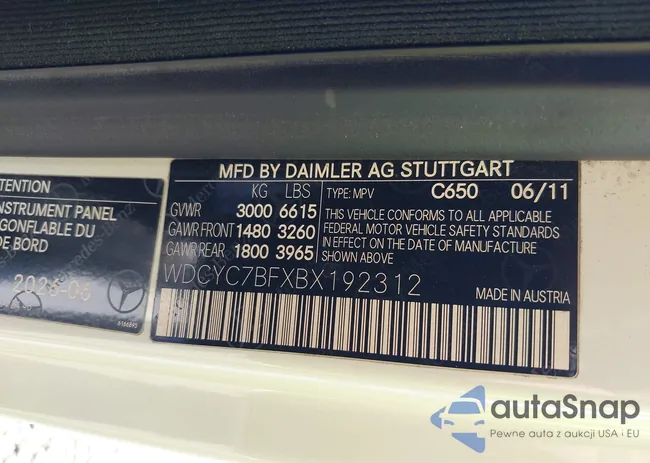 TENTION
NSTRUMENT PANEL
GONFLABLE DU
DE BORD
MFD BY DAIMLER AG STUTTGART
KG LBS
GVWR 3000 6615
GAWR FRONT 1480 3260
GAWR REAR 1800 3965
TYPE: MPV C650 06/11
THIS VEHICLE CONFORMS TO ALL APPLICABLE
FEDERAL MOTOR VEHICLE SAFETY STANDARDS
IN EFFECT ON THE DATE OF MANUFACTURE
SHOWN ABOVE.
WDCYC7BFXBX192312
MADE IN AUSTRIA
autaSnap
Pewne auta z aukcji USA i EU